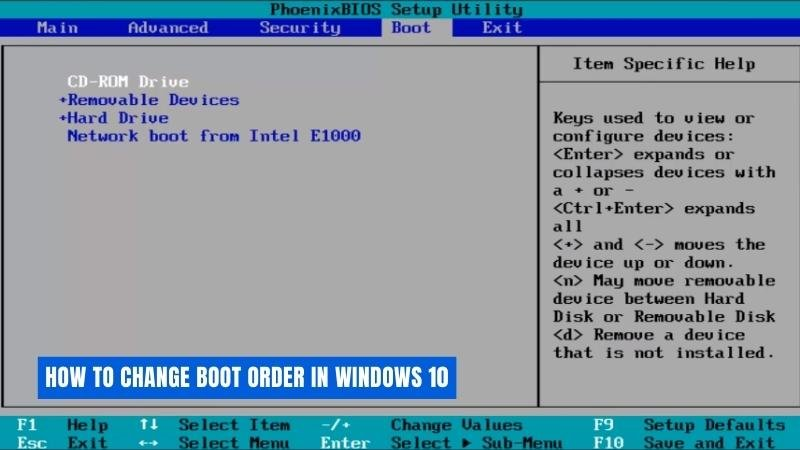 PhoenixBIOS Setup Utility
Main Advanced Security Boot Exit
CD-ROM Drive
+Removable Devices
+Hard Drive
Network boot from Intel E1000
Item Specific Help
Keys used to view or
configure devices:
<Enter> expands or
collapses devices with
a + or -
<Ctrl+Enter> expands
all
<+> and <-> moves the
device up or down.
<n> May move removable
device between Hard
Disk or Removable Disk
<d> Remove a device
that is not installed.
HOW TO CHANGE BOOT ORDER IN WINDOWS 10
F1 Help ↑↓ Select Item -/+ Change Values F9 Setup Defaults
Esc Exit ↔ Select Menu Enter Select ▶ Sub-Menu F10 Save and Exit